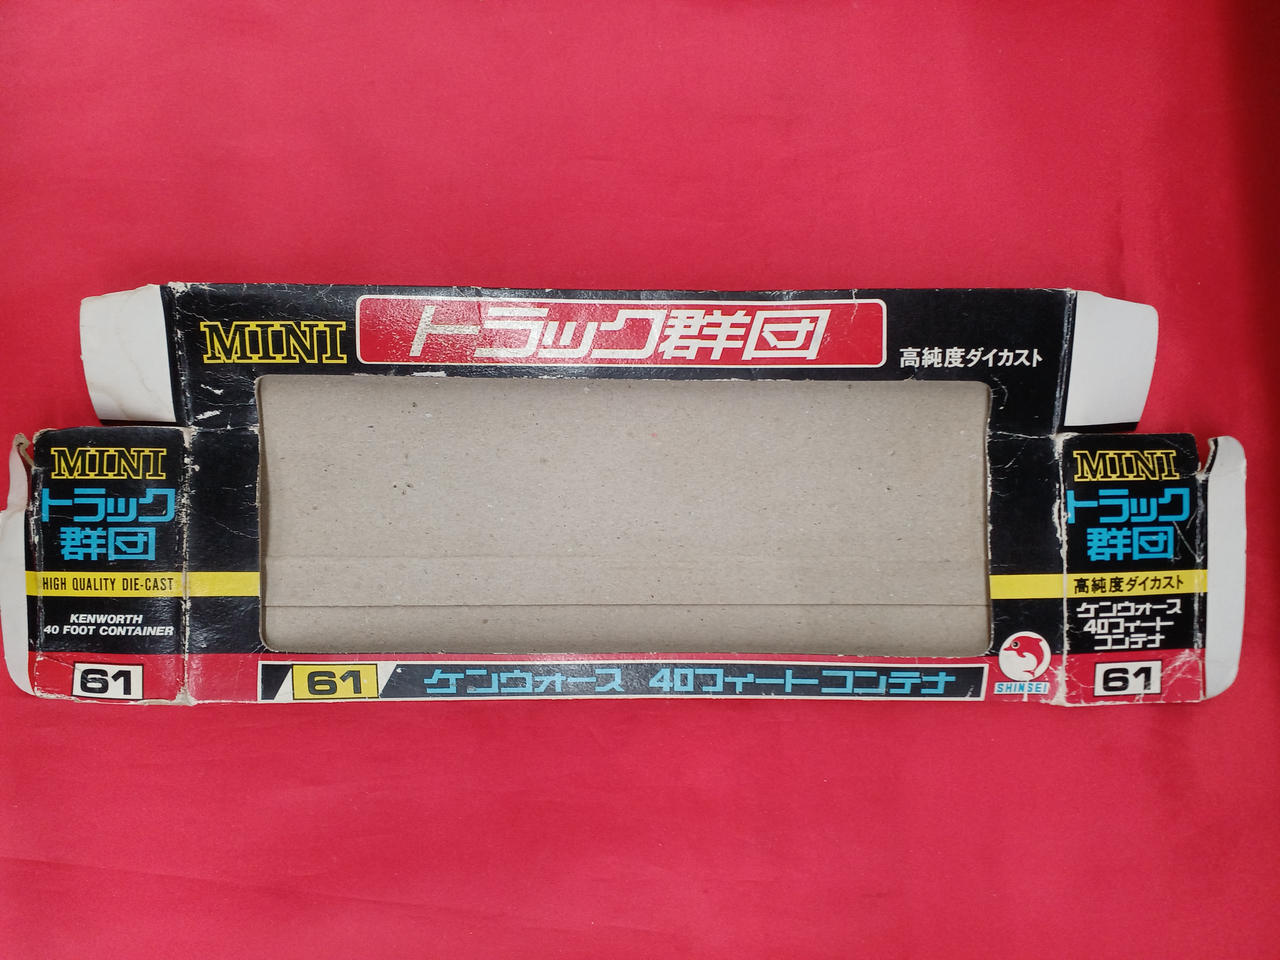 MINI トラック群団 高純度ダイカスト
MINI
トラック
群団
HIGH QUALITY DIE-CAST
KENWORTH
40 FOOT CONTAINER
61
61 ケンウォース 40フィートコンテナ
SHINSEI
MINI
トラック
群団
高純度ダイカスト
ケンウォース
40フィート
コンテナ
61